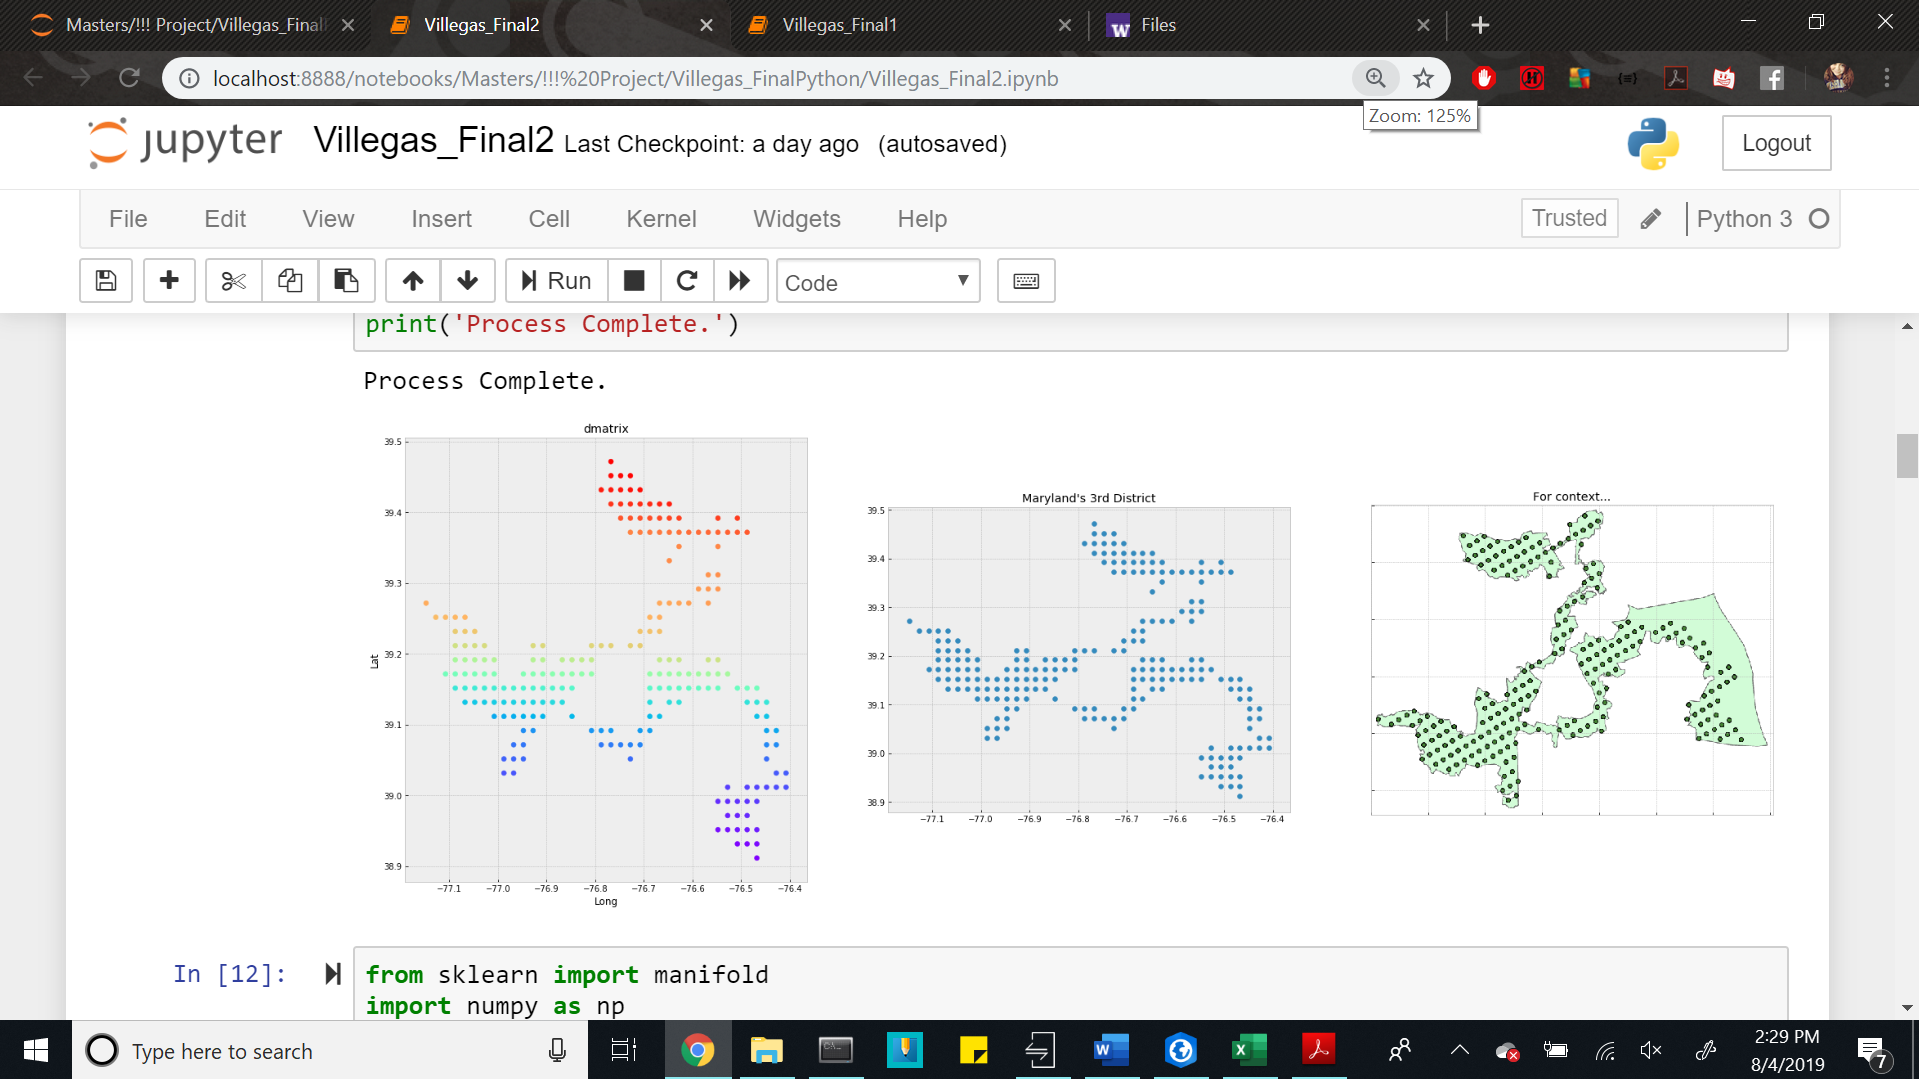 Masters/!!! Project/Villegas_Final
Villegas_Final2
Villegas_Final1
Files
localhost:8888/notebooks/Masters/!!!%20Project/Villegas_FinalPython/Villegas_Final2.ipynb
Zoom: 125%
jupyter Villegas_Final2 Last Checkpoint: a day ago (autosaved)
Logout
File Edit View Insert Cell Kernel Widgets Help
Trusted
Python 3
Run
Code
print('Process Complete.')
Process Complete.
dmatrix
39.5
39.4
39.3
39.2
39.1
39.0
38.9
Lat
−77.1 −77.0 −76.9 −76.8 −76.7 −76.6 −76.5 −76.4
Long
Maryland's 3rd District
39.5
39.4
39.3
39.2
39.1
39.0
38.9
−77.1 −77.0 −76.9 −76.8 −76.7 −76.6 −76.5 −76.4
For context...
In [12]:
from sklearn import manifold
import numpy as np
Type here to search
2:29 PM
8/4/2019
7